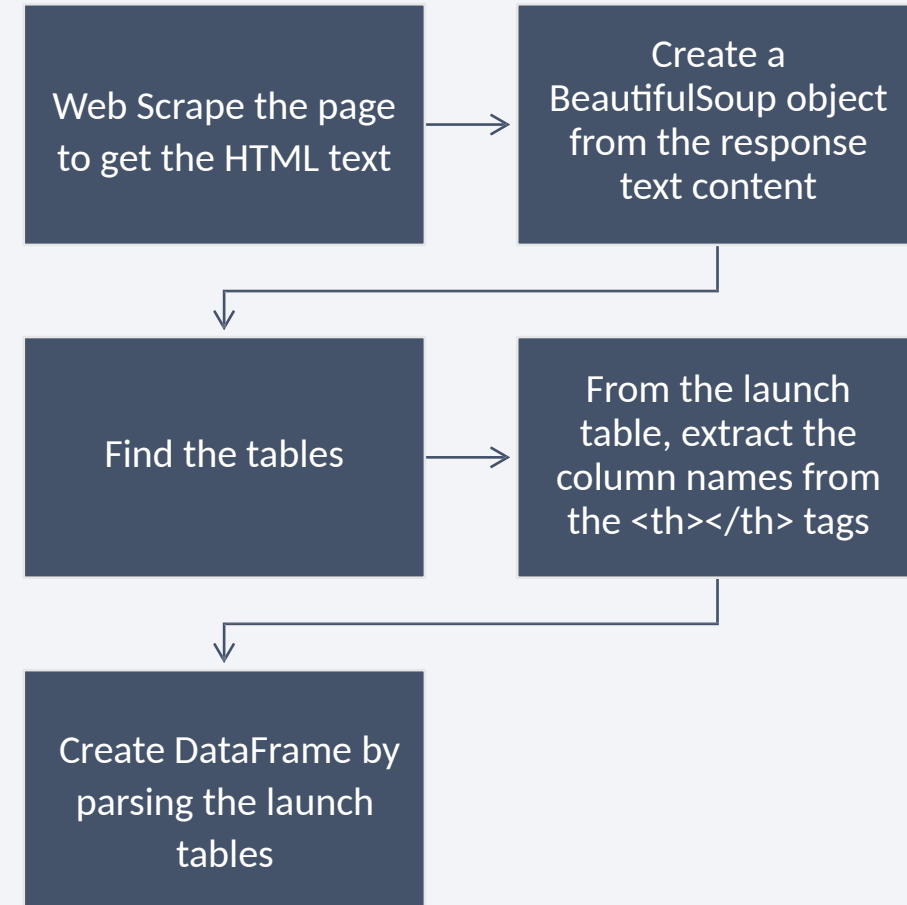 Web Scrape the page
to get the HTML text
Create a
BeautifulSoup object
from the response
text content
Find the tables
From the launch
table, extract the
column names from
the <th></th> tags
Create DataFrame by
parsing the launch
tables